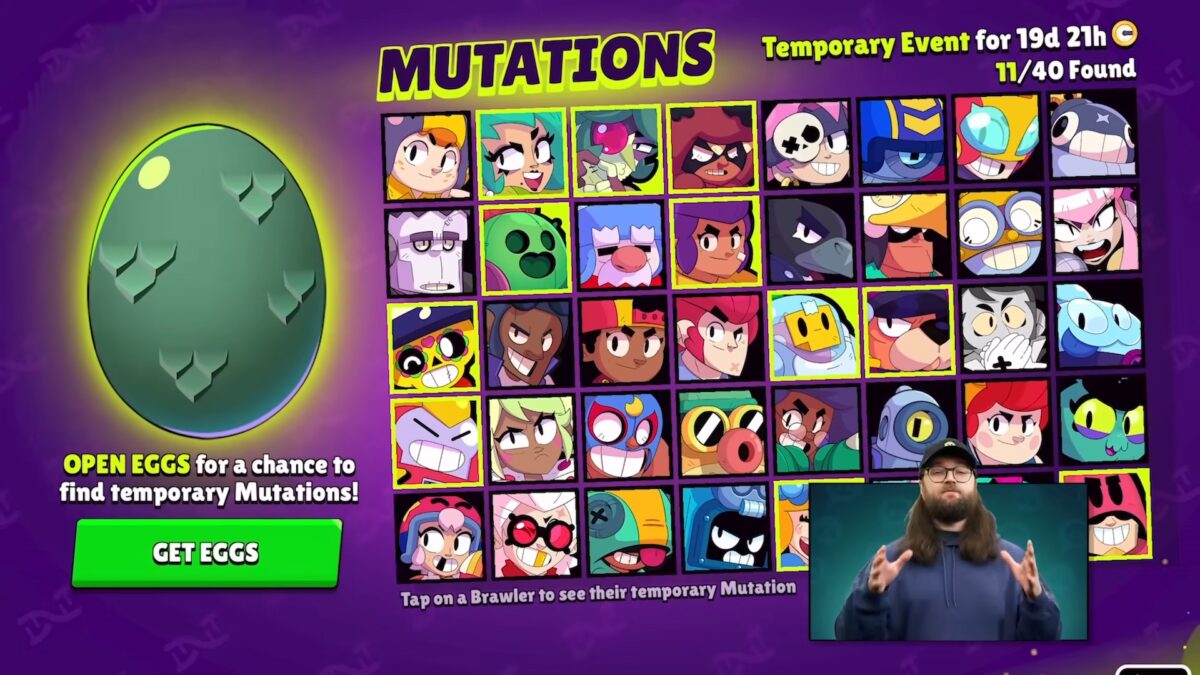 MUTATIONS
Temporary Event for 19d 21h
11/40 Found
OPEN EGGS for a chance to
find temporary Mutations!
GET EGGS
Tap on a Brawler to see their temporary Mutation